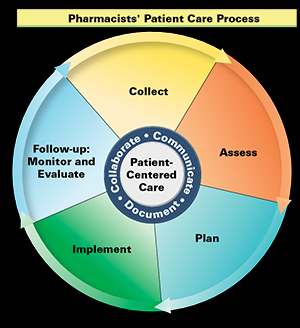 Pharmacists' Patient Care Process
Collect
Assess
Plan
Implement
Follow-up:
Monitor and
Evaluate
Collaborate • Communicate • Document •
Patient-
Centered
Care